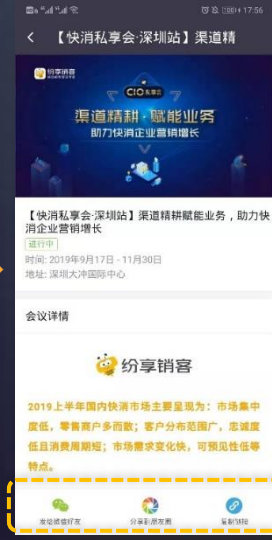 17:56
【快消私享会·深圳站】渠道精
纷享销客
CIO私享会
渠道精耕·赋能业务
助力快消企业营销增长
【快消私享会·深圳站】渠道精耕赋能业务，助力快
消企业营销增长
进行中
时间: 2019年9月17日 - 11月30日
地址: 深圳大冲国际中心
会议详情
纷享销客
2019上半年国内快消市场主要呈现为：市场集中
度低，零售商户多而散；客户分布范围广，忠诚度
低且消费周期短；市场需求变化快，可预见性低等
特点。
发给微信好友 分享到朋友圈 复制链接